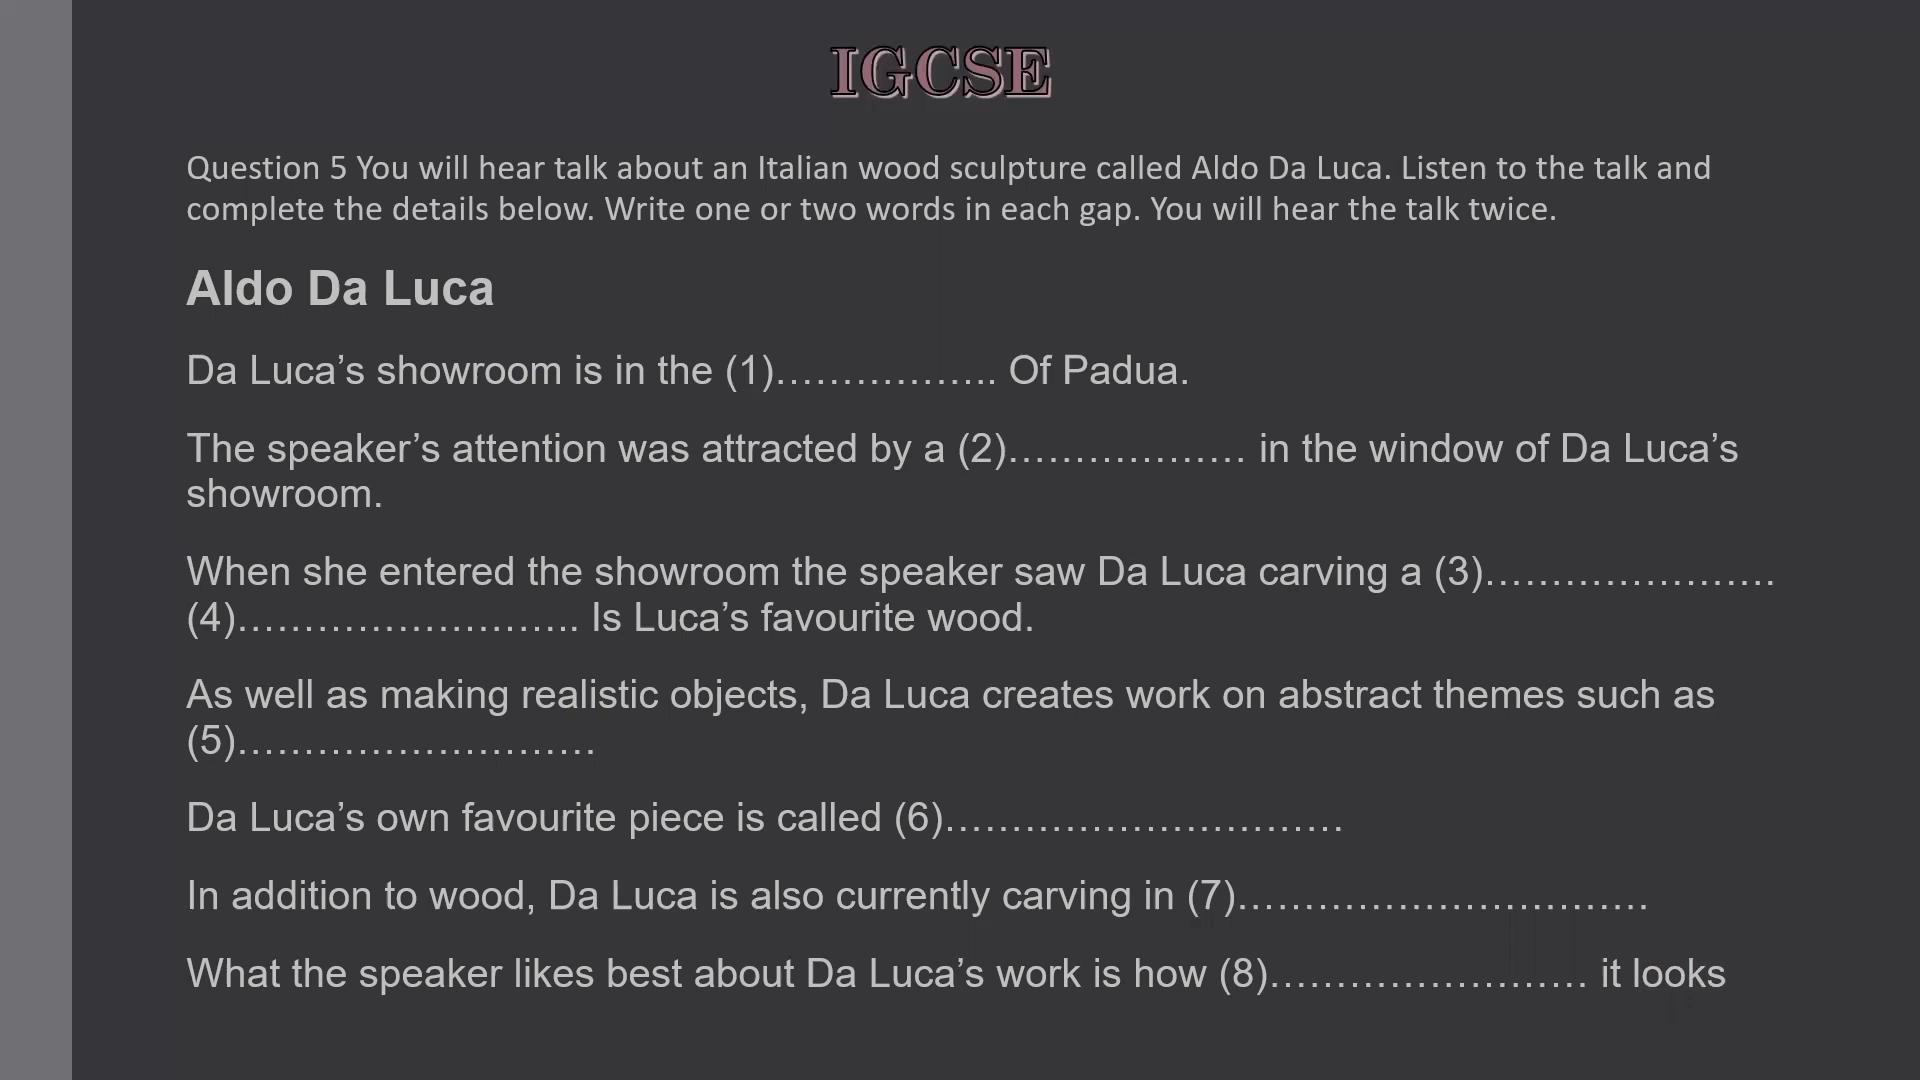 IGCSE
Question 5 You will hear talk about an Italian wood sculpture called Aldo Da Luca. Listen to the talk and
complete the details below. Write one or two words in each gap. You will hear the talk twice.
Aldo Da Luca
Da Luca’s showroom is in the (1)…………….. Of Padua.
The speaker’s attention was attracted by a (2)……………… in the window of Da Luca’s
showroom.
When she entered the showroom the speaker saw Da Luca carving a (3)………………….
(4)…………………….. Is Luca’s favourite wood.
As well as making realistic objects, Da Luca creates work on abstract themes such as
(5)………………………
Da Luca’s own favourite piece is called (6)…………………………
In addition to wood, Da Luca is also currently carving in (7)………………………….
What the speaker likes best about Da Luca’s work is how (8)…………………… it looks